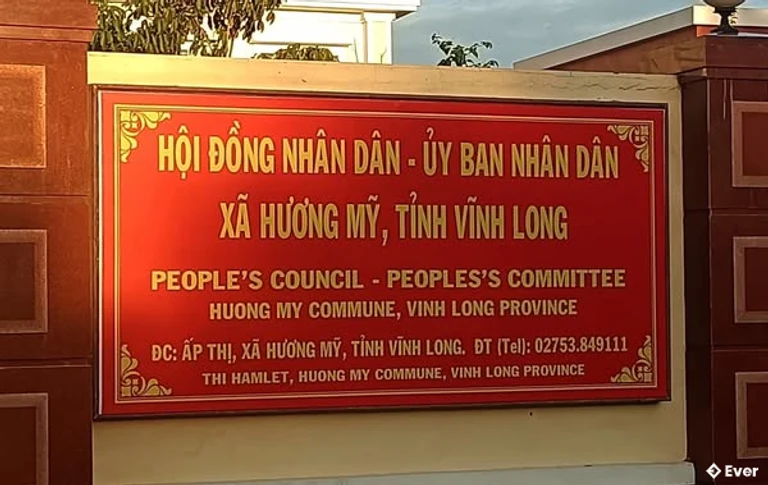 HỘI ĐỒNG NHÂN DÂN - ỦY BAN NHÂN DÂN
XÃ HƯƠNG MỸ, TỈNH VĨNH LONG
PEOPLE'S COUNCIL - PEOPLES'S COMMITTEE
HUONG MY COMMUNE, VINH LONG PROVINCE
ĐC: ẤP THỊ, XÃ HƯƠNG MỸ, TỈNH VĨNH LONG. ĐT (Tel): 02753.849111
THI HAMLET, HUONG MY COMMUNE, VINH LONG PROVINCE
Ever